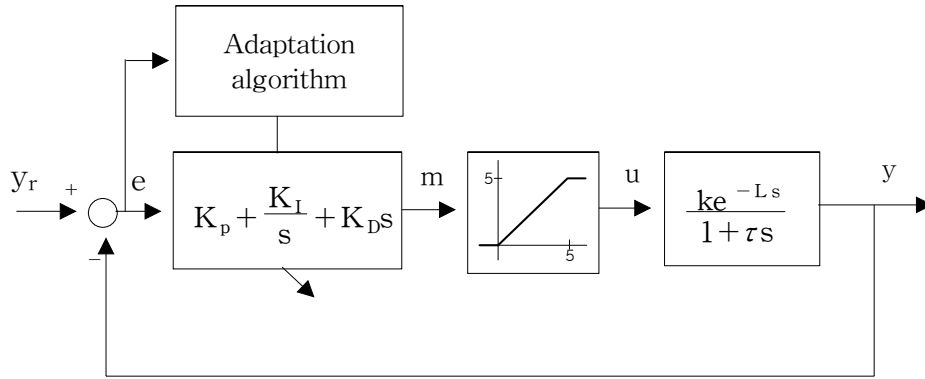 Adaptation
algorithm
y_r
+
e
−
K_p + K_I/s + K_D s
m
5
5
u
ke^{-Ls}/(1+τs)
y